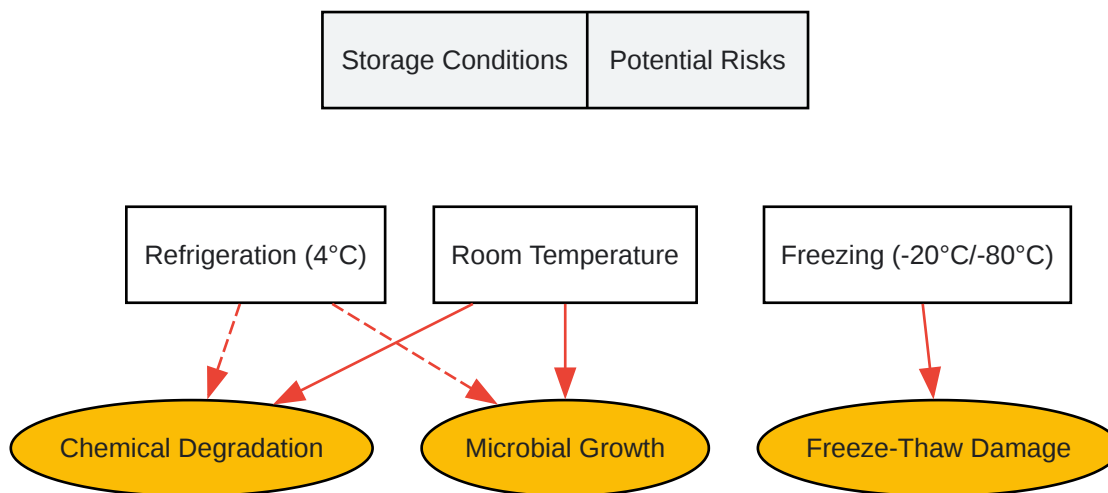 Storage Conditions
Potential Risks
Refrigeration (4°C)
Room Temperature
Freezing (-20°C/-80°C)
Chemical Degradation
Microbial Growth
Freeze-Thaw Damage